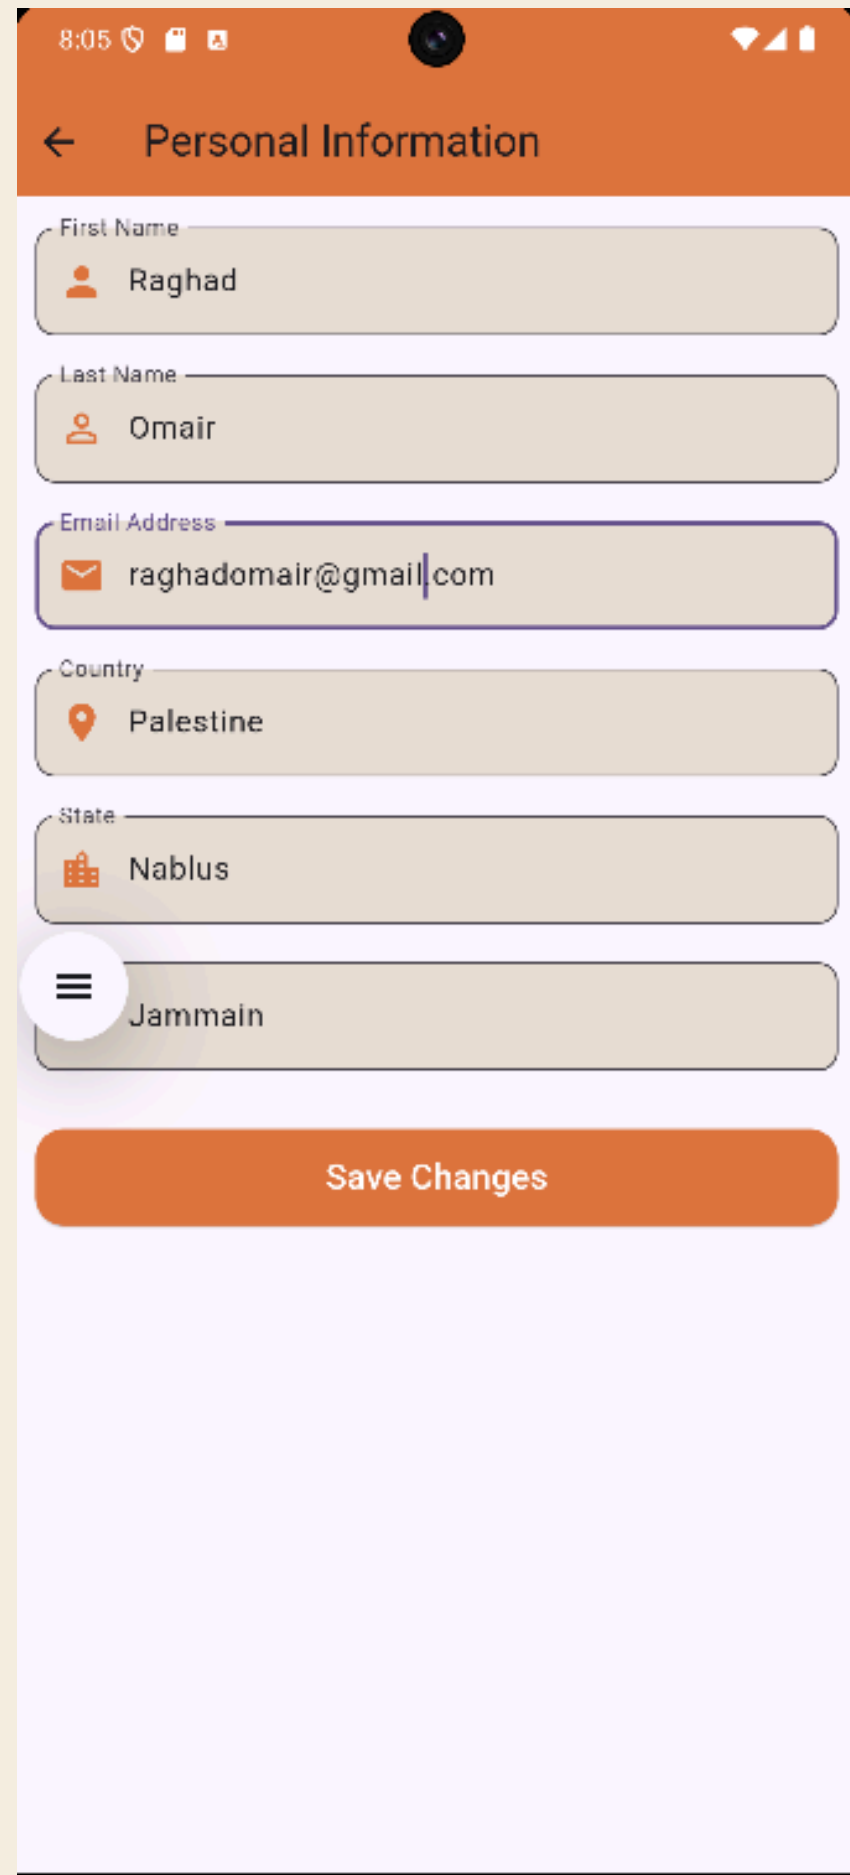 8:05
Personal Information
First Name
Raghad
Last Name
Omair
Email Address
raghadomair@gmail.com
Country
Palestine
State
Nablus
Jammain
Save Changes